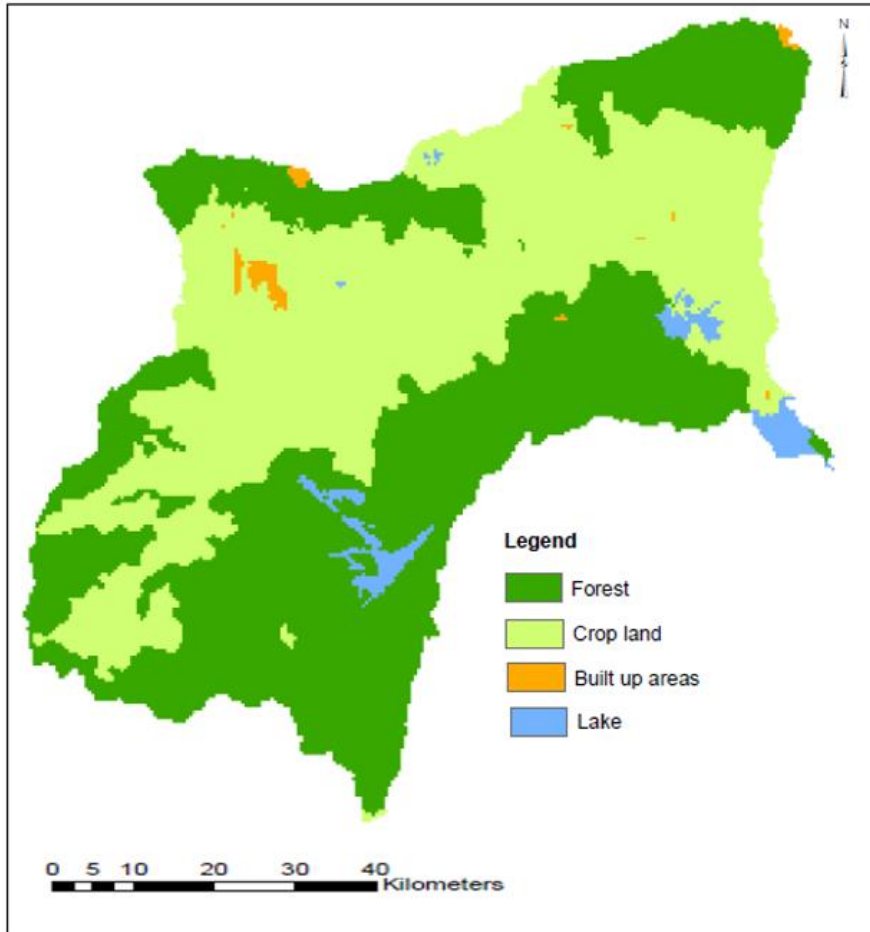 N
S
Legend
Forest
Crop land
Built up areas
Lake
0 5 10 20 30 40
Kilometers